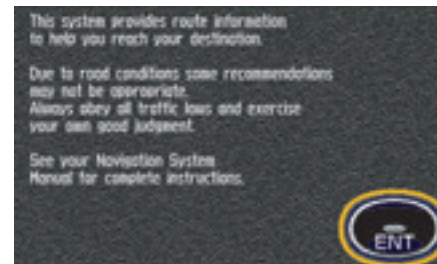 This system provides route information
to help you reach your destination.
Due to road conditions some recommendations
may not be appropriate.
Always obey all traffic laws and exercise
your own good judgment.
See your Navigation System
Manual for complete instructions.
ENT